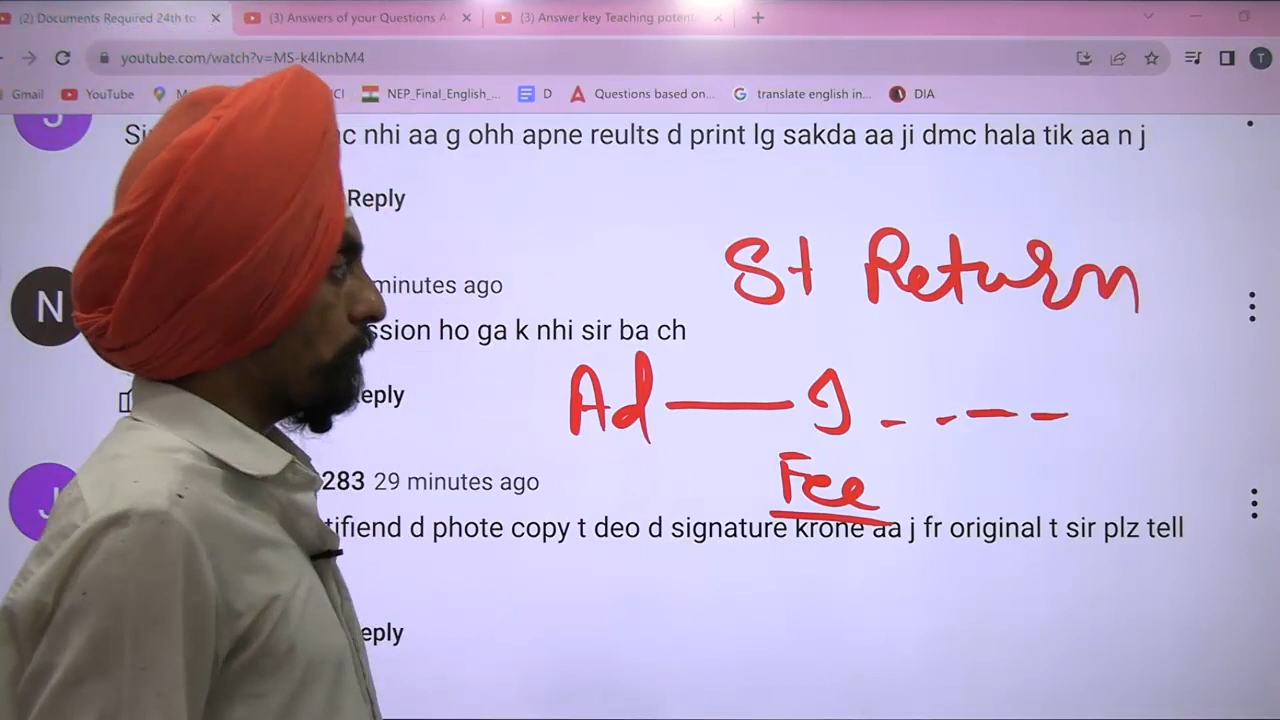 (2) Documents Required 24th to
(3) Answers of your Questions A
(3) Answer key Teaching potent
youtube.com/watch?v=MS-k4lknbM4
T
Gmail
YouTube
NEP_Final_English_...
D
Questions based on...
translate english in...
DIA
nhi aa g ohh apne reults d print lg sakda aa ji dmc hala tik aa n j
Reply
St Return
N
minutes ago
ssion ho ga k nhi sir ba ch
Ad — I - - - -
eply
Fee
283 29 minutes ago
tifiend d phote copy t deo d signature krone aa j fr original t sir plz tell
eply